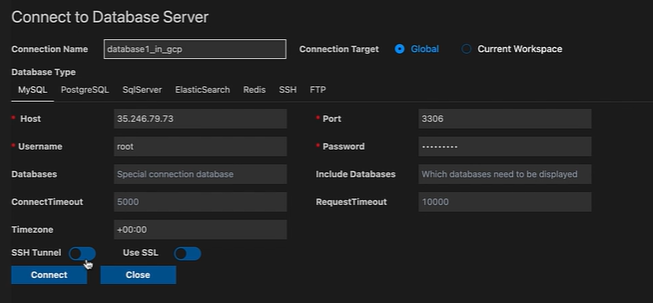 Connect to Database Server
Connection Name database1_in_gcp Connection Target Global Current Workspace
Database Type
MySQL PostgreSQL SqlServer ElasticSearch Redis SSH FTP
* Host 35.246.79.73 * Port 3306
* Username root * Password ·········
Databases Special connection database Include Databases Which databases need to be displayed
ConnectTimeout 5000 RequestTimeout 10000
Timezone +00:00
SSH Tunnel Use SSL
Connect Close